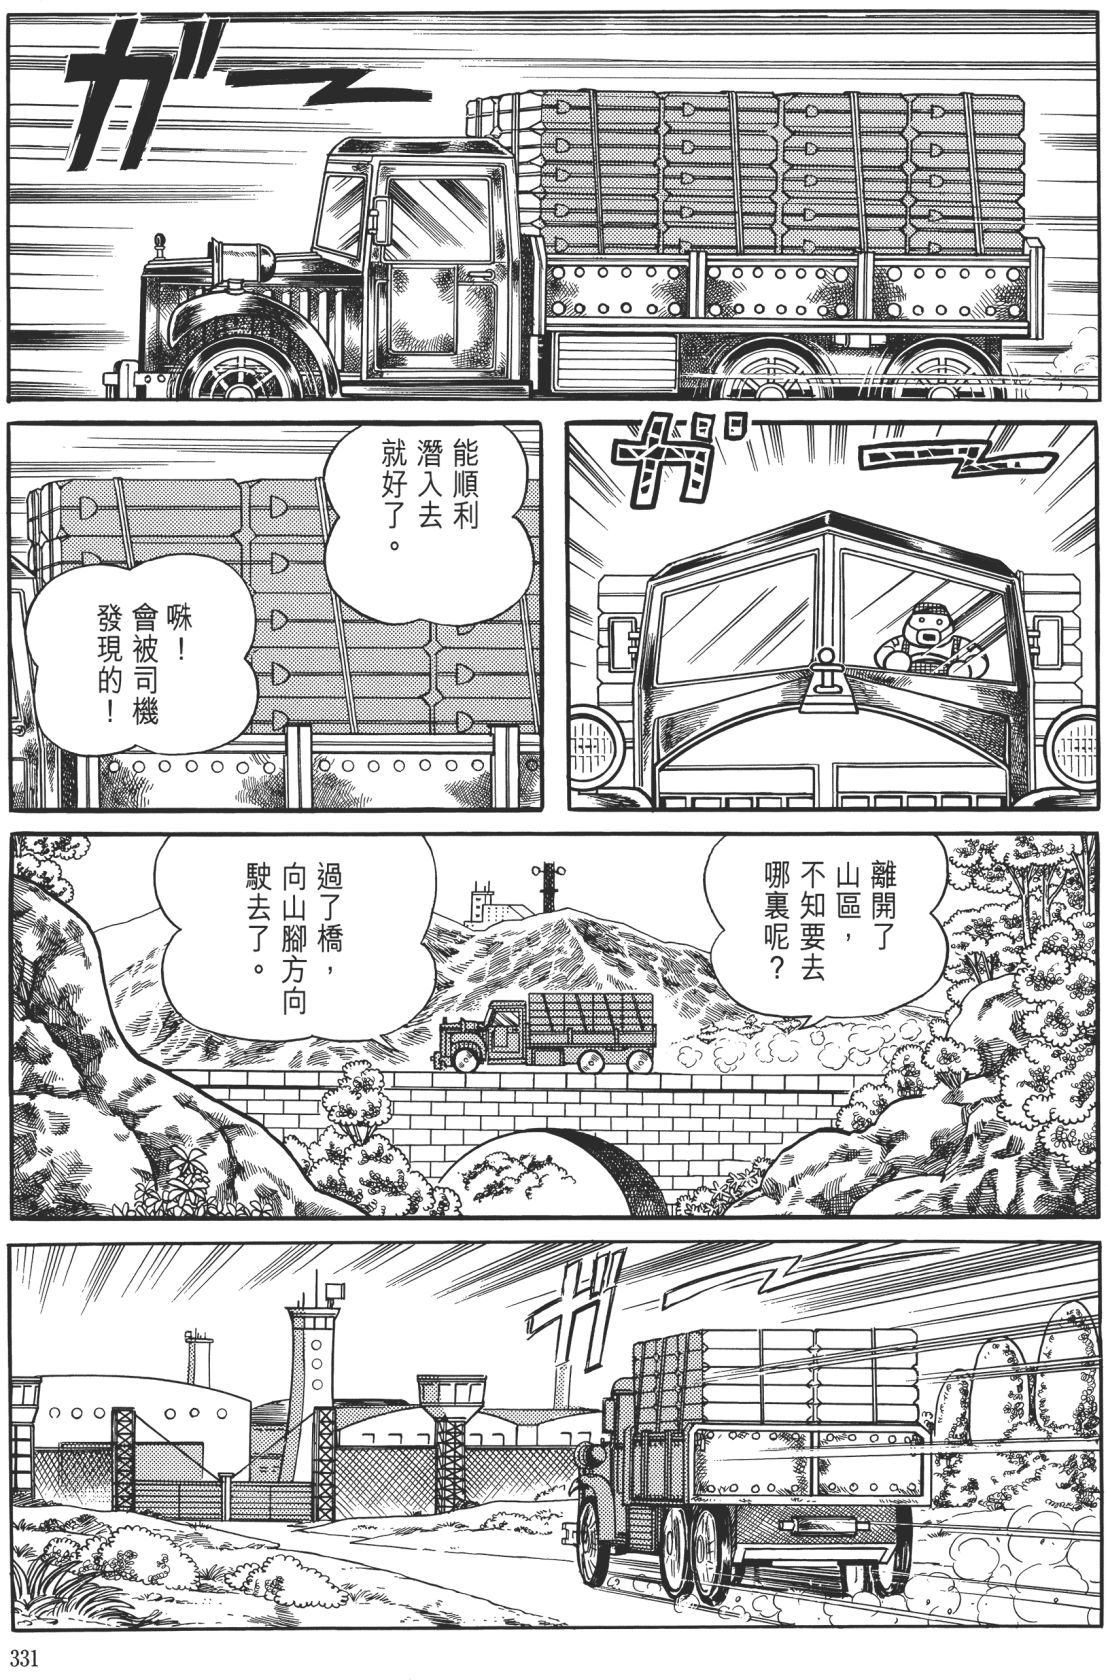 ガー
ガー
能順利
潛入去
就好了。
咮！
會被司機
發現的！
離開了
山區，
不知要去
哪裏呢？
過了橋，
向山腳方向
駛去了。
ガー
331